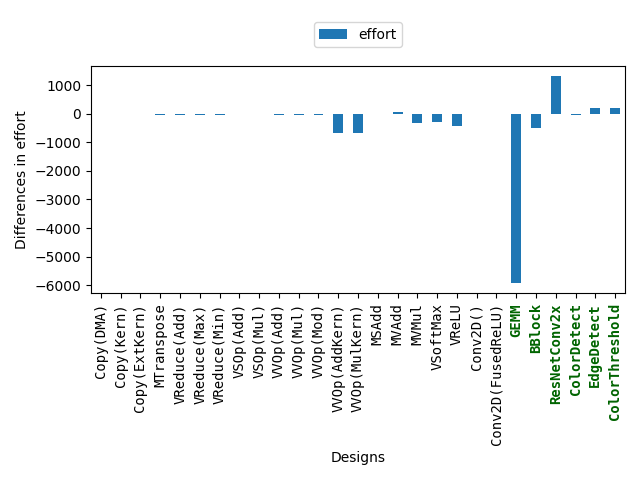 effort
Differences in effort
1000
0
−1000
−2000
−3000
−4000
−5000
−6000
Copy(DMA)
Copy(Kern)
Copy(ExtKern)
MTranspose
VReduce(Add)
VReduce(Max)
VReduce(Min)
VSOp(Add)
VSOp(Mul)
VVOp(Add)
VVOp(Mul)
VVOp(Mod)
VVOp(AddKern)
VVOp(MulKern)
MSAdd
MVAdd
MVMul
VSoftMax
VReLU
Conv2D()
Conv2D(FusedReLU)
GEMM
BBlock
ResNetConv2x
ColorDetect
EdgeDetect
ColorThreshold
Designs